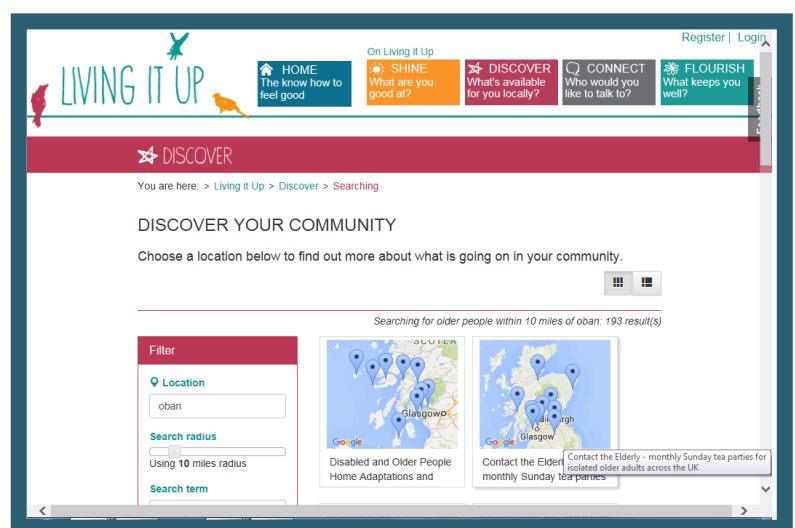 Register | Login
On Living it Up
LIVING IT UP
HOME
The know how to
feel good
SHINE
What are you
good at?
DISCOVER
What's available
for you locally?
CONNECT
Who would you
like to talk to?
FLOURISH
What keeps you
well?
DISCOVER
You are here: > Living it Up > Discover > Searching
DISCOVER YOUR COMMUNITY
Choose a location below to find out more about what is going on in your community.
Searching for older people within 10 miles of oban: 193 result(s)
Filter
Location
oban
Search radius
Using 10 miles radius
Search term
Glasgow
Google
Disabled and Older People
Home Adaptations and
Glasgow
Google
Contact the Elderl
monthly Sunday tea parties
Contact the Elderly - monthly Sunday tea parties for
isolated older adults across the UK